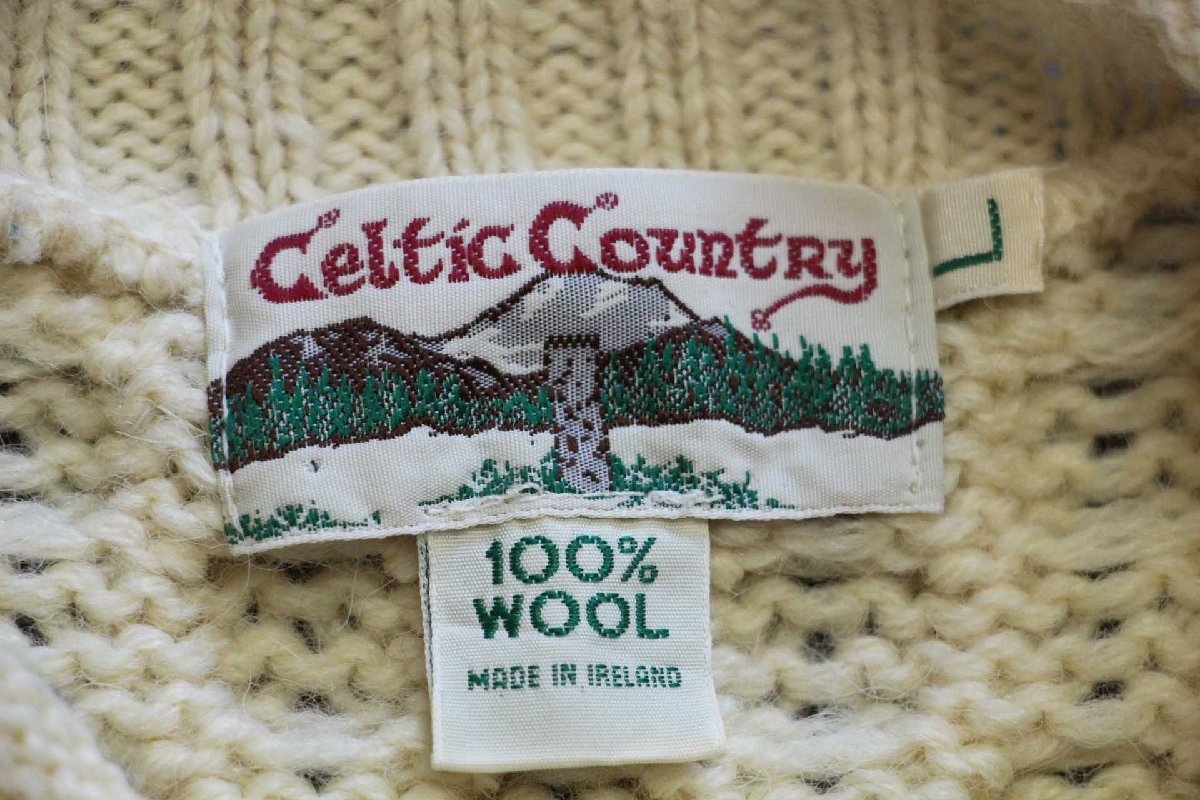 Celtic Country
L
100%
WOOL
MADE IN IRELAND